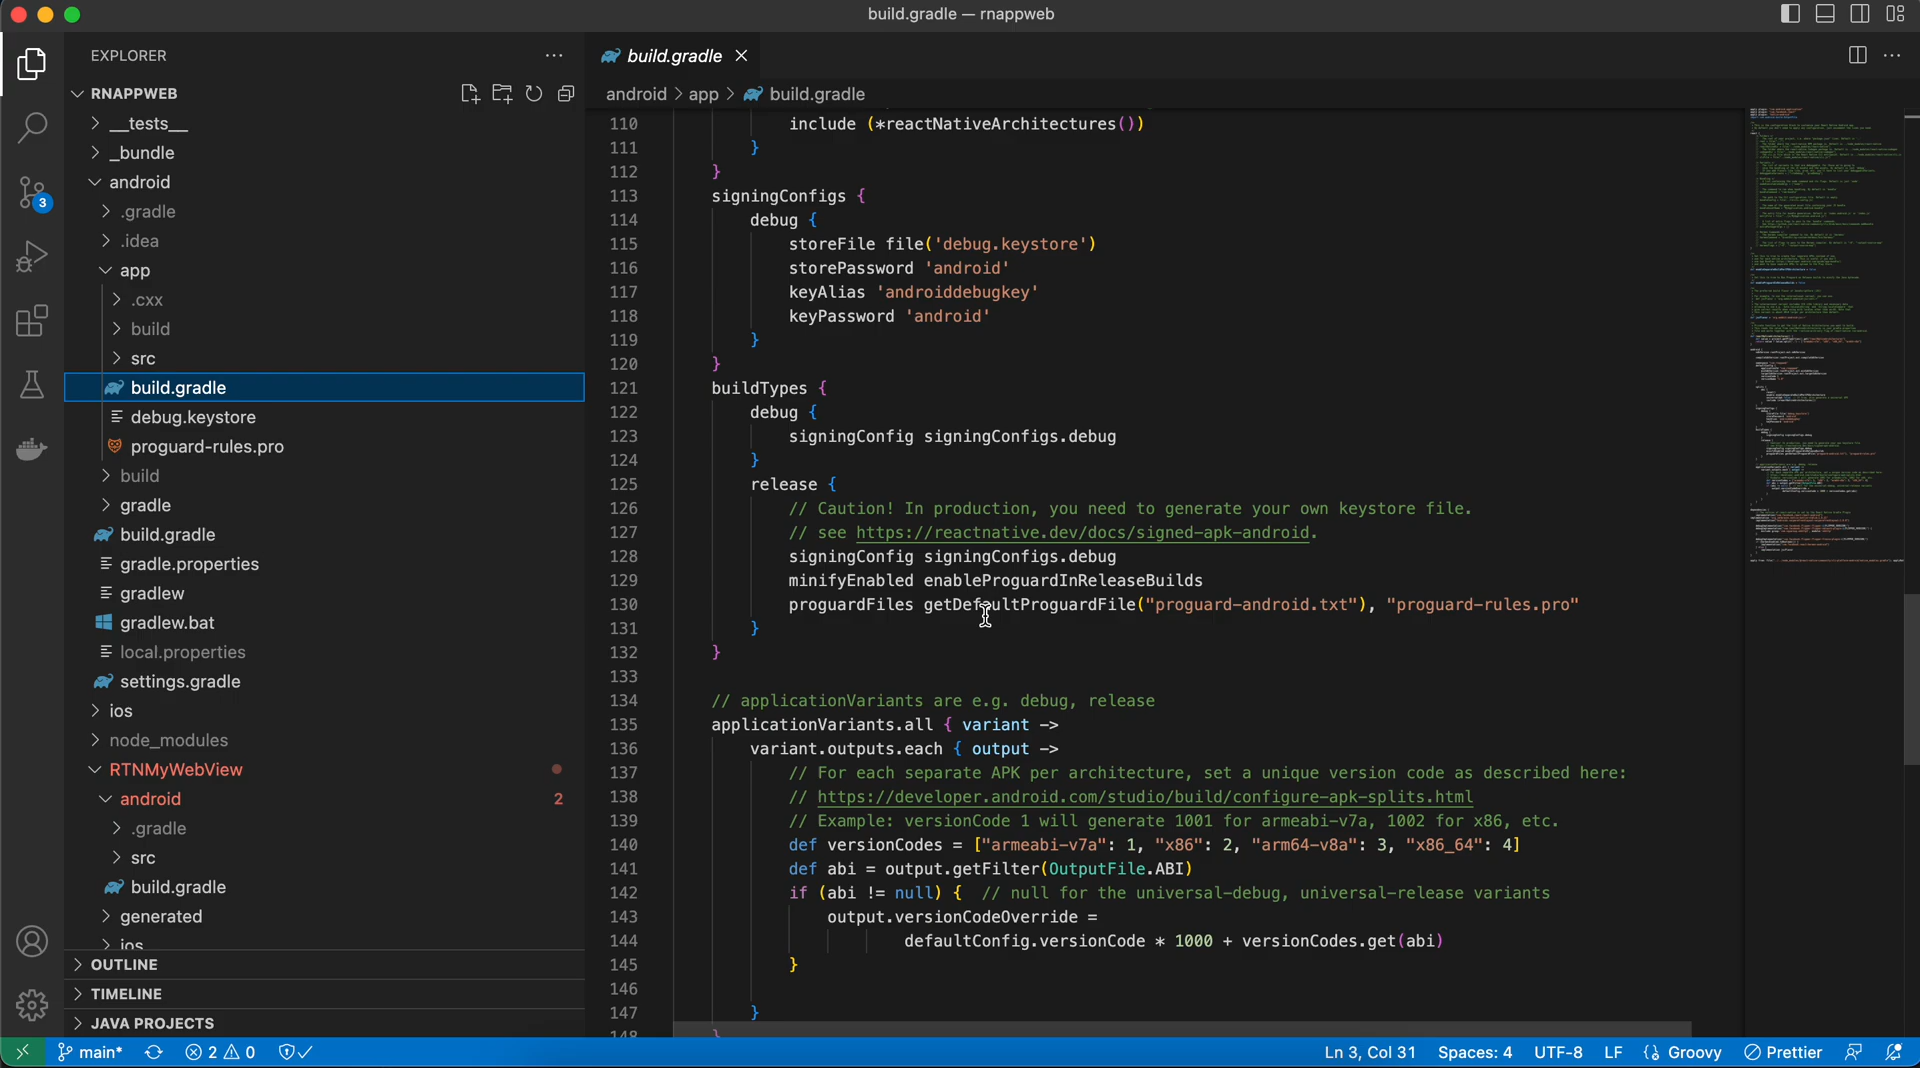 build.gradle — rnappweb
EXPLORER
RNAPPWEB
__tests__
_bundle
android
.gradle
.idea
app
.cxx
build
src
build.gradle
debug.keystore
proguard-rules.pro
build
gradle
build.gradle
gradle.properties
gradlew
gradlew.bat
local.properties
settings.gradle
ios
node_modules
RTNMyWebView
android 2
.gradle
src
build.gradle
generated
ios
OUTLINE
TIMELINE
JAVA PROJECTS
3
build.gradle
android > app > build.gradle
110 include (*reactNativeArchitectures())
111 }
112 }
113 signingConfigs {
114 debug {
115 storeFile file('debug.keystore')
116 storePassword 'android'
117 keyAlias 'androiddebugkey'
118 keyPassword 'android'
119 }
120 }
121 buildTypes {
122 debug {
123 signingConfig signingConfigs.debug
124 }
125 release {
126 // Caution! In production, you need to generate your own keystore file.
127 // see https://reactnative.dev/docs/signed-apk-android.
128 signingConfig signingConfigs.debug
129 minifyEnabled enableProguardInReleaseBuilds
130 proguardFiles getDefaultProguardFile("proguard-android.txt"), "proguard-rules.pro"
131 }
132 }
133
134 // applicationVariants are e.g. debug, release
135 applicationVariants.all { variant ->
136 variant.outputs.each { output ->
137 // For each separate APK per architecture, set a unique version code as described here:
138 // https://developer.android.com/studio/build/configure-apk-splits.html
139 // Example: versionCode 1 will generate 1001 for armeabi-v7a, 1002 for x86, etc.
140 def versionCodes = ["armeabi-v7a": 1, "x86": 2, "arm64-v8a": 3, "x86_64": 4]
141 def abi = output.getFilter(OutputFile.ABI)
142 if (abi != null) { // null for the universal-debug, universal-release variants
143 output.versionCodeOverride =
144 defaultConfig.versionCode * 1000 + versionCodes.get(abi)
145 }
146
147 }
148 }
main* 2 0 Ln 3, Col 31 Spaces: 4 UTF-8 LF Groovy Prettier